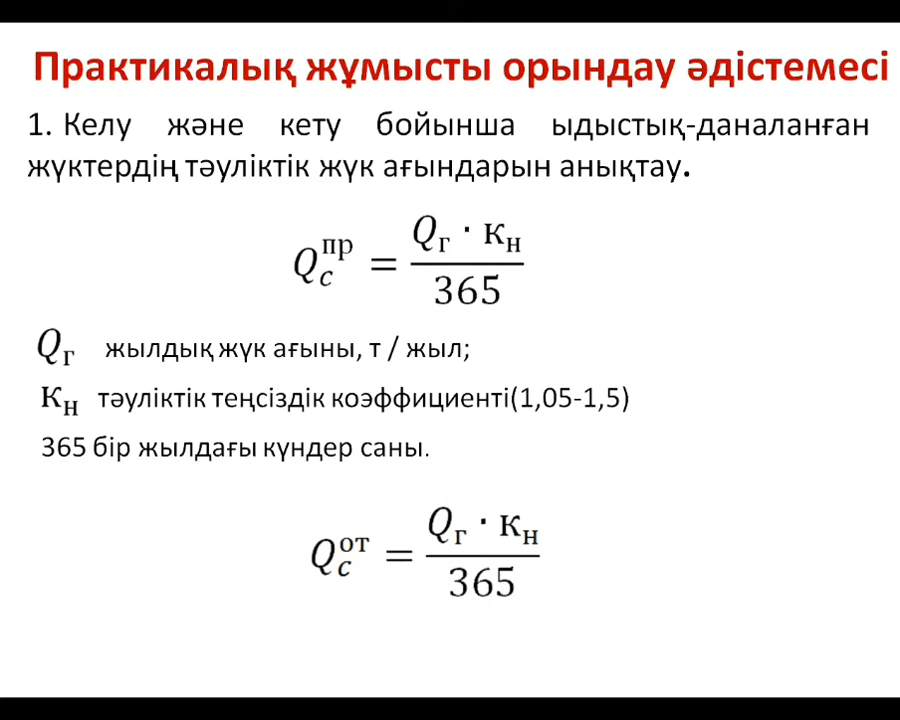 Практикалық жұмысты орындау әдістемесі
1. Келу және кету бойынша ыдыстық-даналанған
жүктердің тәуліктік жүк ағындарын анықтау.
Q_с^пр = (Q_г · к_н) / 365
Q_г жылдық жүк ағыны, т / жыл;
к_н тәуліктік теңсіздік коэффициенті(1,05-1,5)
365 бір жылдағы күндер саны.
Q_с^от = (Q_г · к_н) / 365